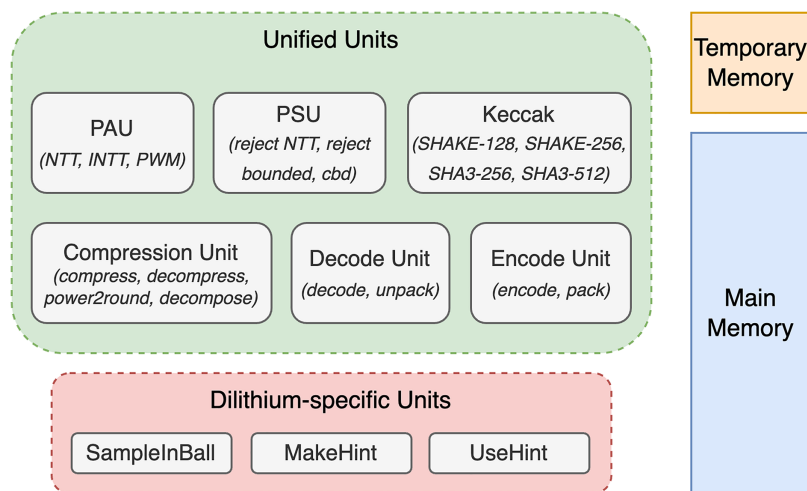 Unified Units
Temporary
Memory
PAU
(NTT, INTT, PWM)
PSU
(reject NTT, reject
bounded, cbd)
Keccak
(SHAKE-128, SHAKE-256,
SHA3-256, SHA3-512)
Compression Unit
(compress, decompress,
power2round, decompose)
Decode Unit
(decode, unpack)
Encode Unit
(encode, pack)
Main
Memory
Dilithium-specific Units
SampleInBall
MakeHint
UseHint